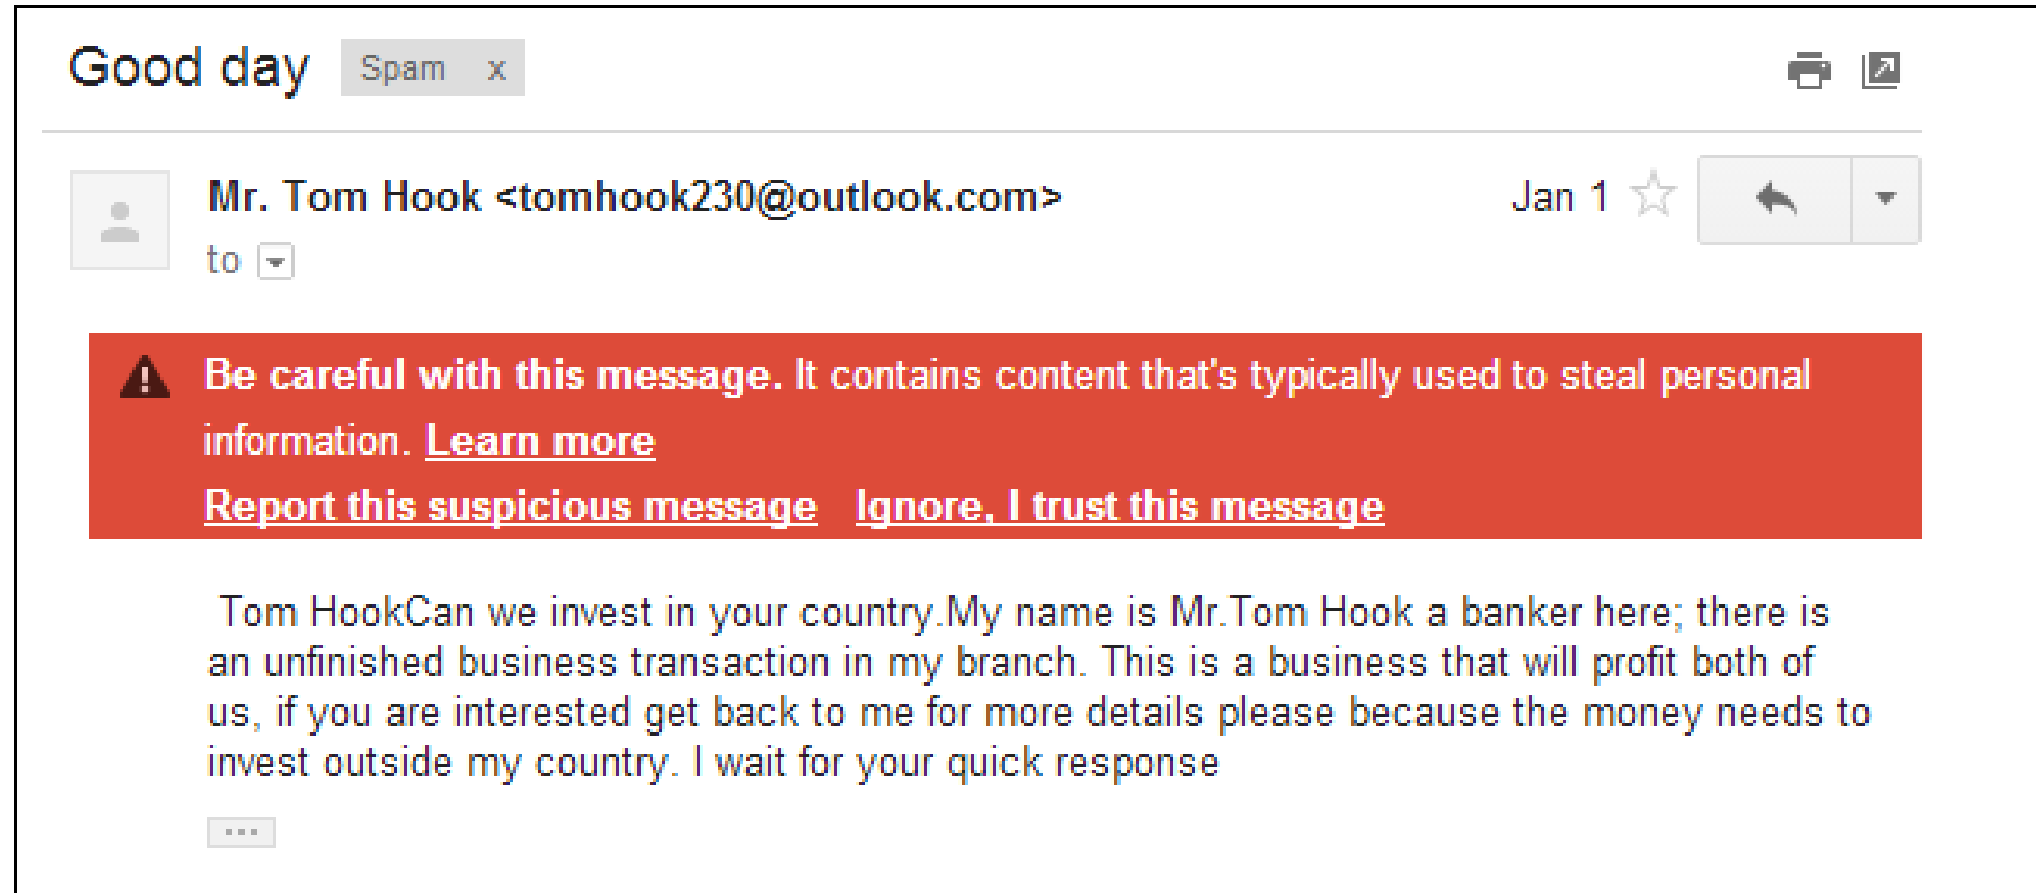 Good day Spam x
Mr. Tom Hook <tomhook230@outlook.com> Jan 1
to
Be careful with this message. It contains content that's typically used to steal personal
information. Learn more
Report this suspicious message Ignore, I trust this message
Tom HookCan we invest in your country.My name is Mr.Tom Hook a banker here; there is
an unfinished business transaction in my branch. This is a business that will profit both of
us, if you are interested get back to me for more details please because the money needs to
invest outside my country. I wait for your quick response